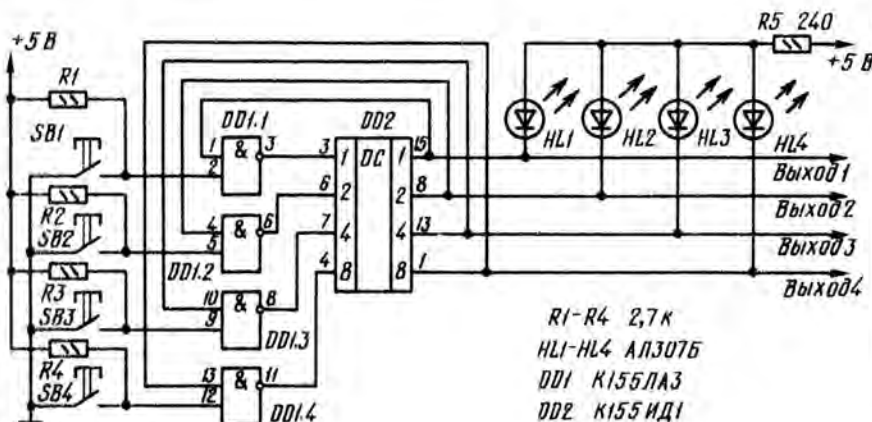 +5 В
R1
SB1
R2
SB2
R3
SB3
R4
SB4
DD1.1
&
1
2
3
DD1.2
4
5
6
&
10
9
8
DD1.3
&
13
12
11
DD1.4
DD2
DC
3
6
7
4
1
2
4
8
1
2
4
8
15
8
13
1
R5 240
+5 В
HL1
HL2
HL3
HL4
Выход1
Выход2
Выход3
Выход4
R1-R4 2,7к
HL1-HL4 АЛ307Б
DD1 К155ЛА3
DD2 К155ИД1